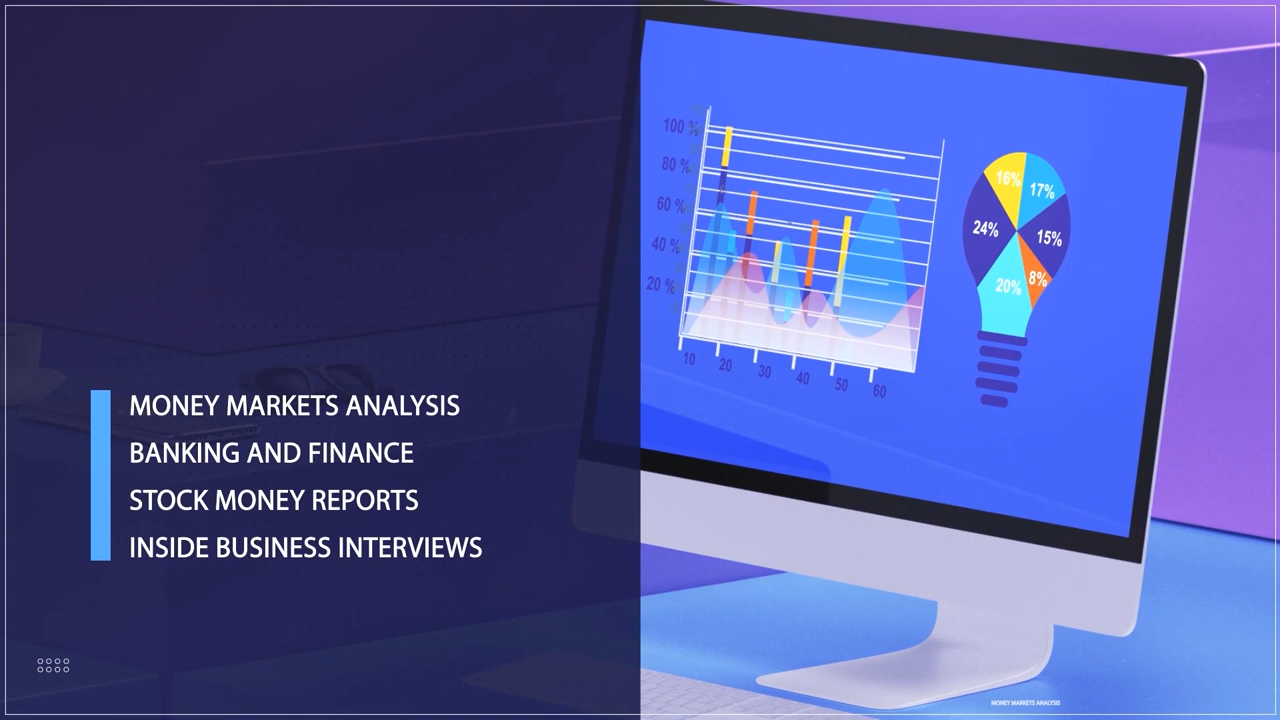 MONEY MARKETS ANALYSIS
BANKING AND FINANCE
STOCK MONEY REPORTS
INSIDE BUSINESS INTERVIEWS
100 %
80 %
60 %
40 %
20 %
10 20 30 40 50 60
16% 17%
24% 15%
20% 8%
MONEY MARKETS ANALYSIS